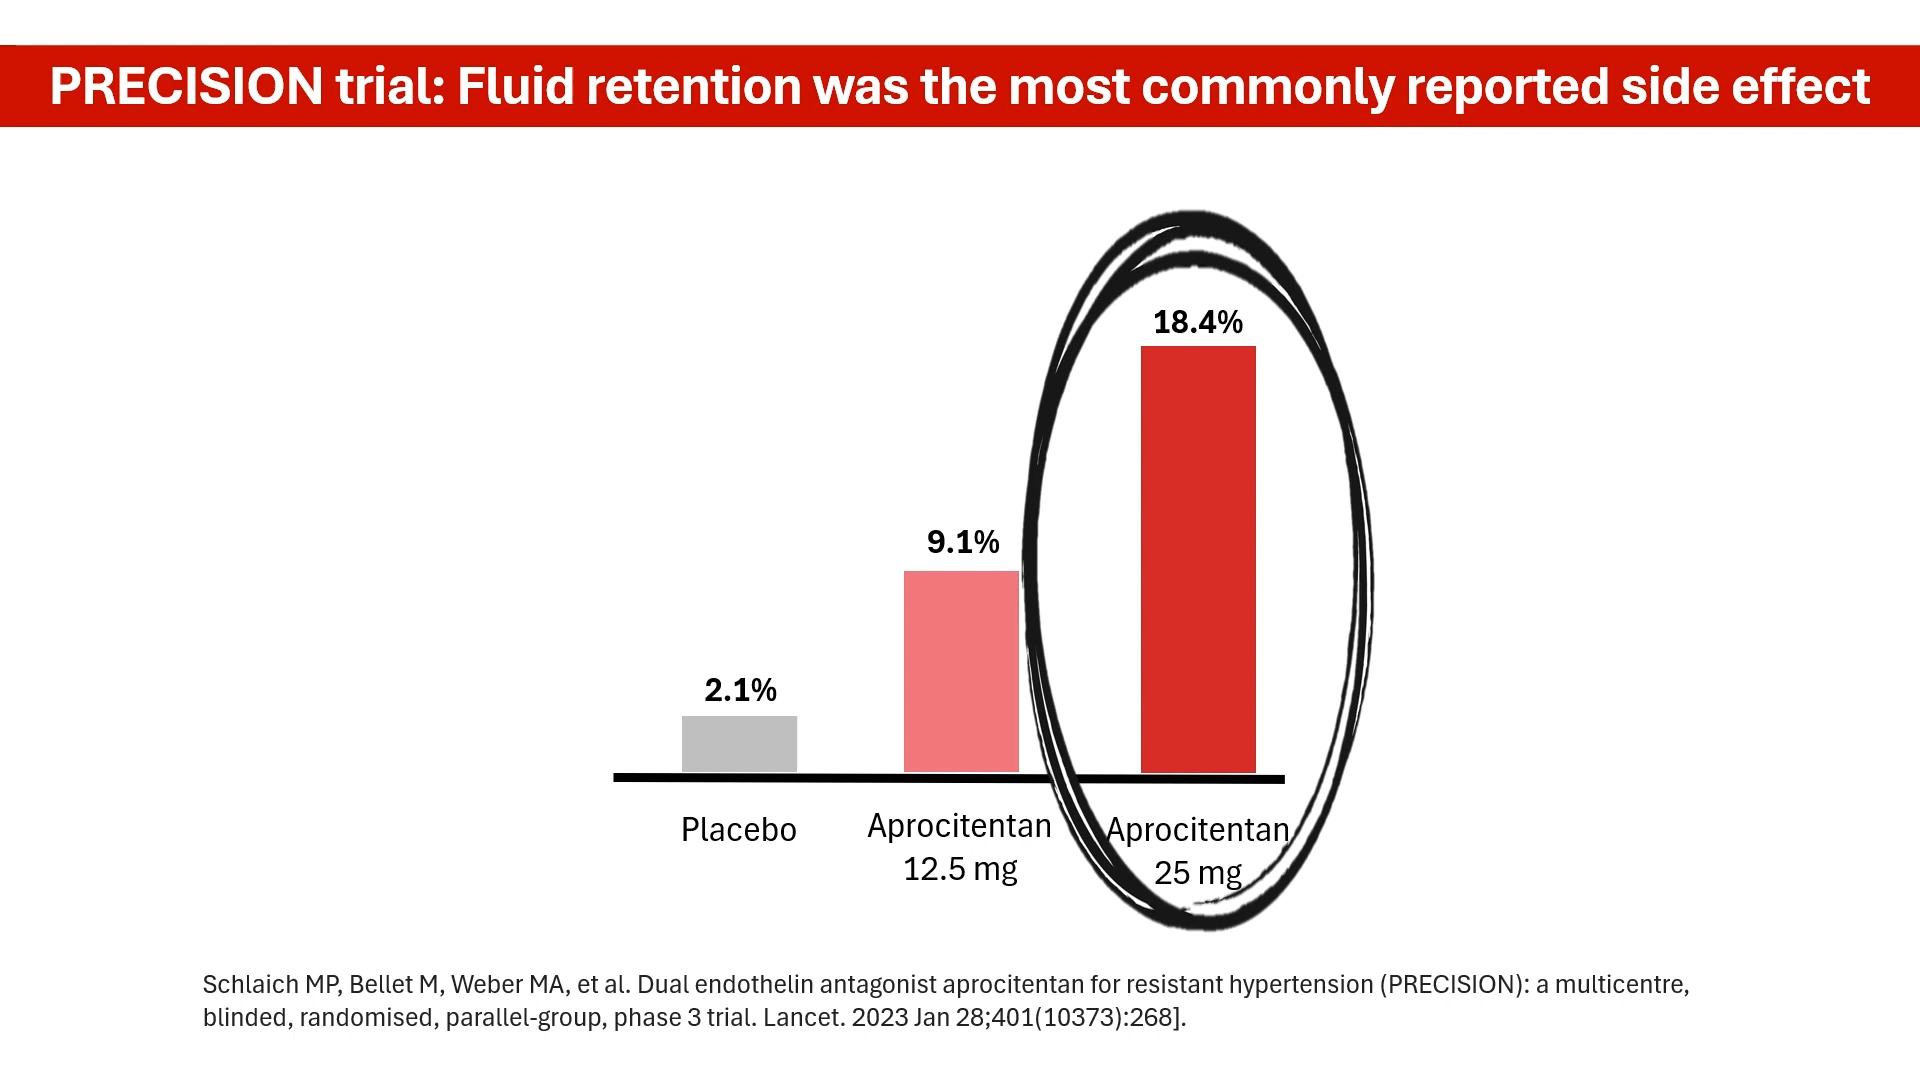 PRECISION trial: Fluid retention was the most commonly reported side effect
18.4%
9.1%
2.1%
Placebo
Aprocitentan
12.5 mg
Aprocitentan
25 mg
Schlaich MP, Bellet M, Weber MA, et al. Dual endothelin antagonist aprocitentan for resistant hypertension (PRECISION): a multicentre,
blinded, randomised, parallel-group, phase 3 trial. Lancet. 2023 Jan 28;401(10373):268].